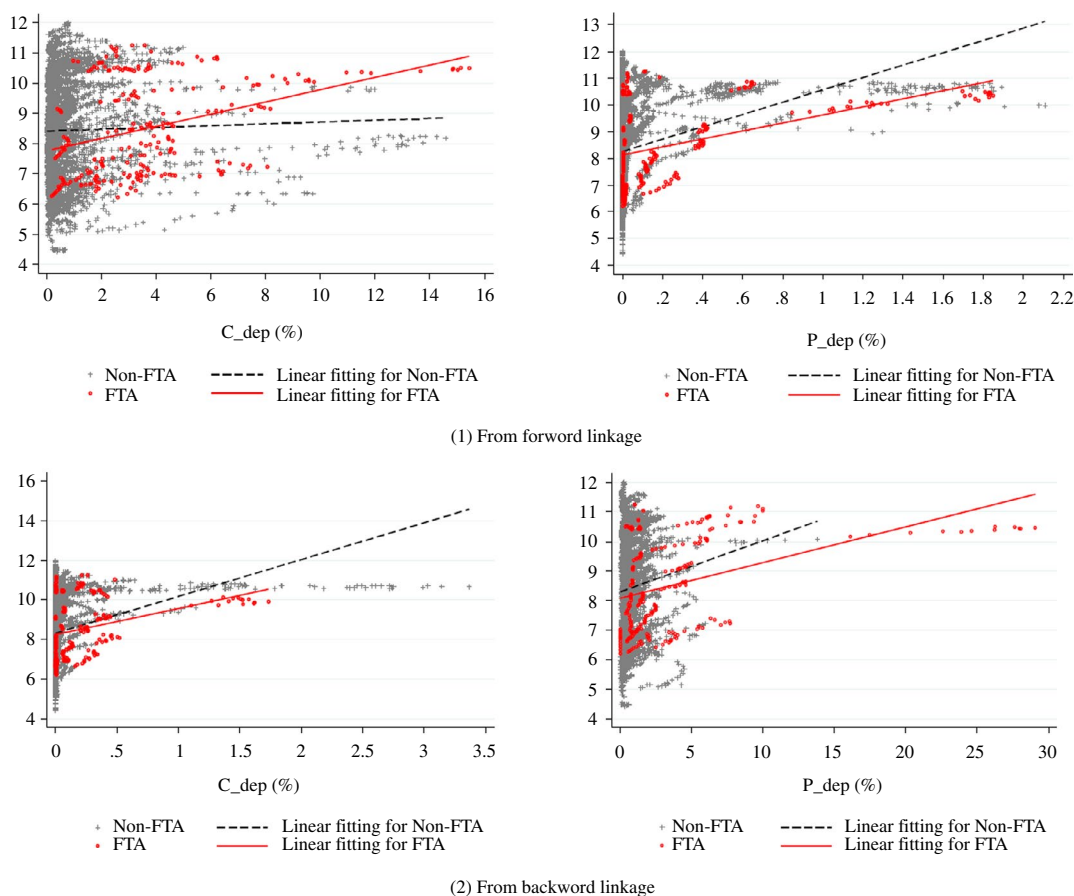 12
11
10
9
8
7
6
5
4
0 2 4 6 8 10 12 14 16
C_dep (%)
Non-FTA Linear fitting for Non-FTA
FTA Linear fitting for FTA
13
12
11
10
9
8
7
6
5
4
0 .2 .4 .6 .8 1 1.2 1.4 1.6 1.8 2 2.2
P_dep (%)
Non-FTA Linear fitting for Non-FTA
FTA Linear fitting for FTA
(1) From forword linkage
16
14
12
10
8
6
4
0 .5 1 1.5 2 2.5 3 3.5
C_dep (%)
Non-FTA Linear fitting for Non-FTA
FTA Linear fitting for FTA
12
11
10
9
8
7
6
5
4
0 5 10 15 20 25 30
P_dep (%)
Non-FTA Linear fitting for Non-FTA
FTA Linear fitting for FTA
(2) From backword linkage